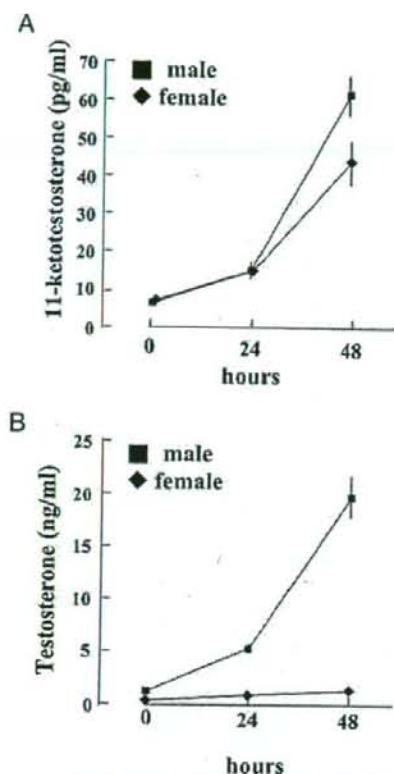 A
11-ketotestosterone (pg/ml)
70
60
50
40
30
20
10
0
male
female
0 24 48
hours
B
Testosterone (ng/ml)
25
20
15
10
5
0
male
female
0 24 48
hours